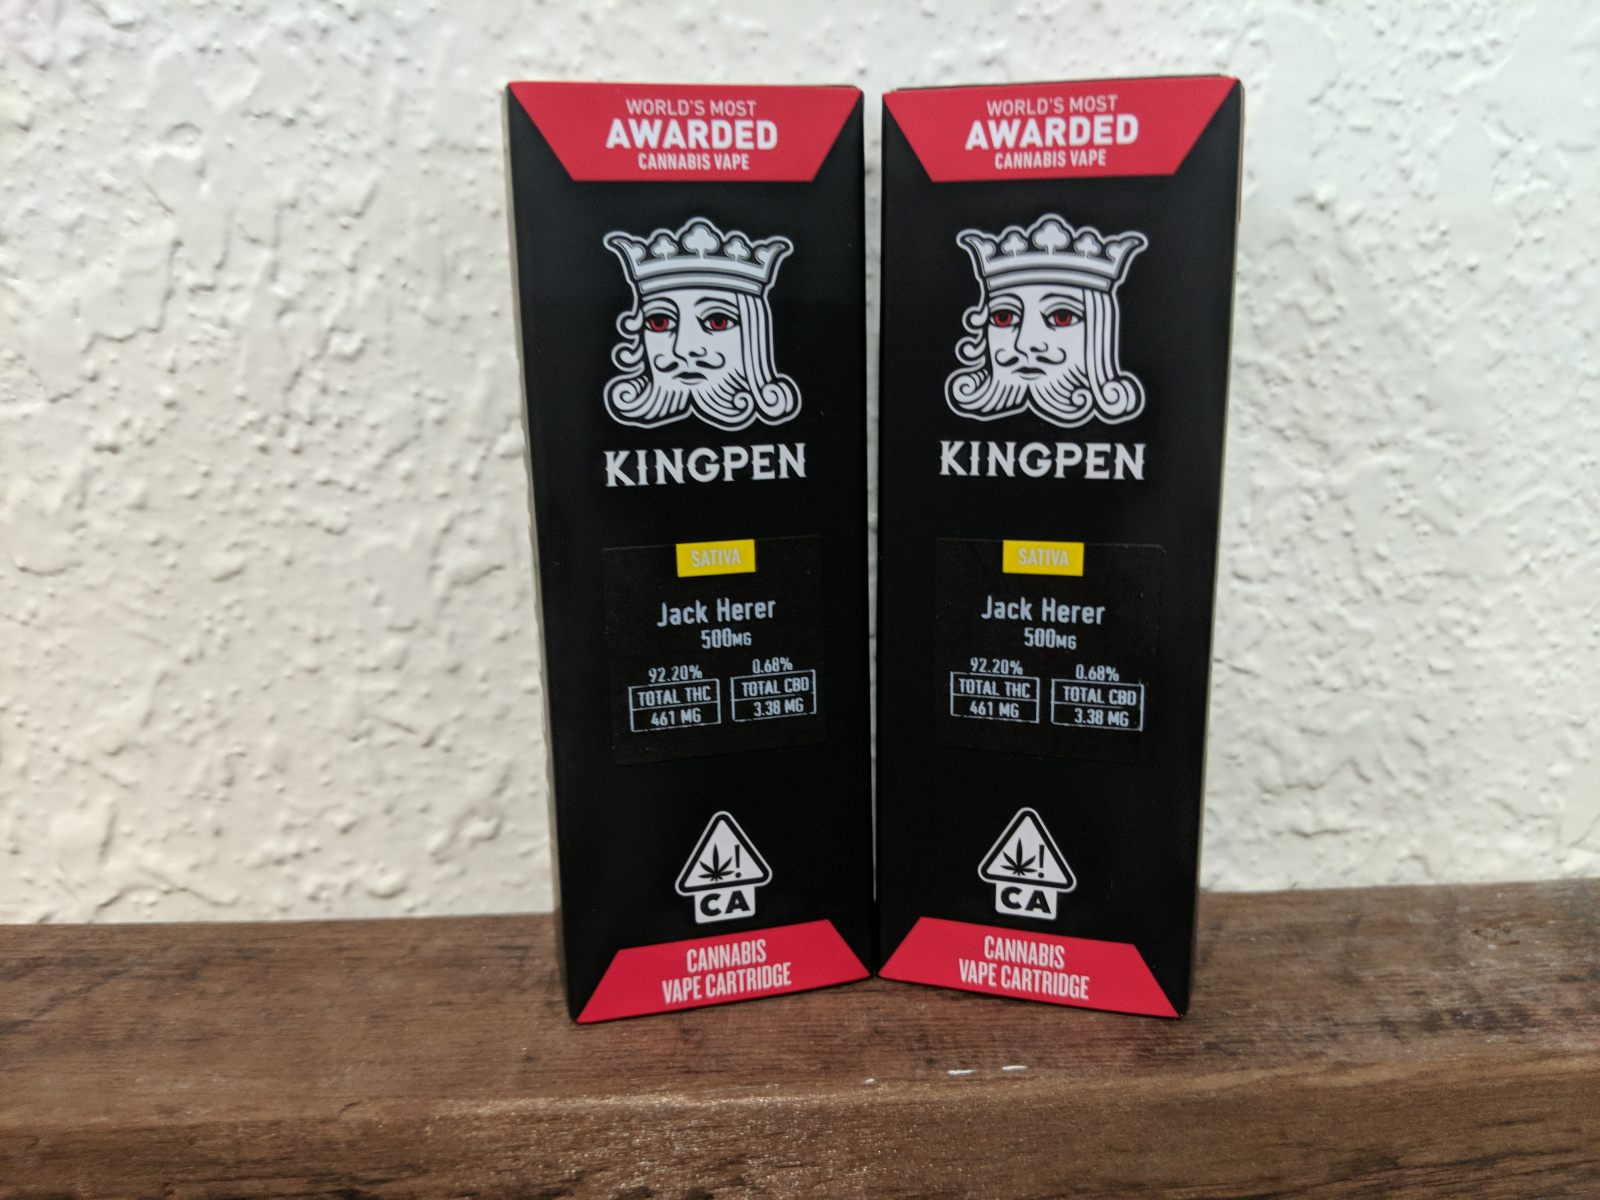 WORLD'S MOST
AWARDED
CANNABIS VAPE
KINGPEN
SATIVA
Jack Herer
500MG
92.20% 0.68%
TOTAL THC TOTAL CBD
461 MG 3.38 MG
CA
CANNABIS
VAPE CARTRIDGE
WORLD'S MOST
AWARDED
CANNABIS VAPE
KINGPEN
SATIVA
Jack Herer
500MG
92.20% 0.68%
TOTAL THC TOTAL CBD
461 MG 3.38 MG
CA
CANNABIS
VAPE CARTRIDGE